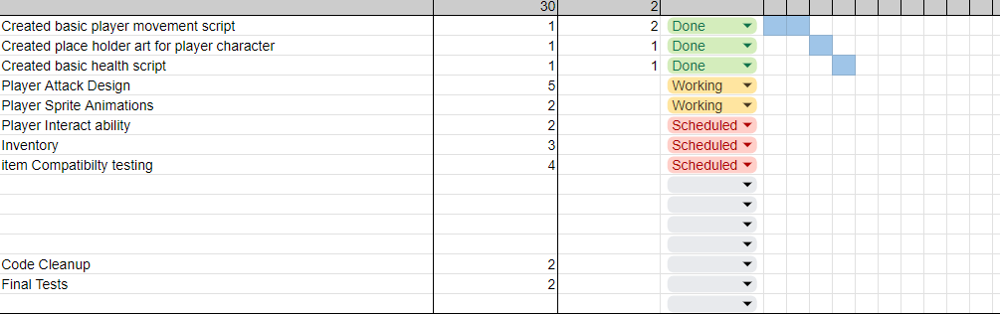 30 2
Created basic player movement script 1 2 Done
Created place holder art for player character 1 1 Done
Created basic health script 1 1 Done
Player Attack Design 5 Working
Player Sprite Animations 2 Working
Player Interact ability 2 Scheduled
Inventory 3 Scheduled
item Compatibilty testing 4 Scheduled
Code Cleanup 2
Final Tests 2